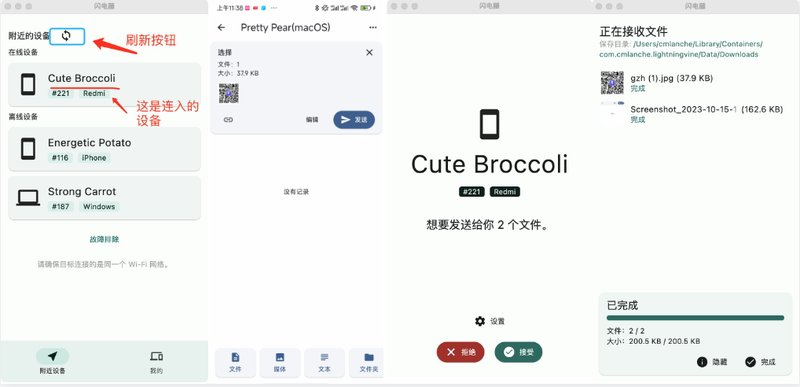 闪电藤
附近的设备
刷新按钮
在线设备
Cute Broccoli
#221 Redmi
这是连入的
设备
离线设备
Energetic Potato
#116 iPhone
Strong Carrot
#187 Windows
故障排除
请确保目标连接的是同一个 Wi-Fi 网络。
附近设备
我的
上午11:38
Pretty Pear(macOS)
选择
文件：1
大小：37.9 KB
编辑
发送
没有记录
文件
媒体
文本
文件夹
闪电藤
Cute Broccoli
#221 Redmi
想要发送给你 2 个文件。
设置
拒绝
接受
闪电藤
正在接收文件
保存目录: /Users/cmlanche/Library/Containers/
com.cmlanche.lightningvine/Data/Downloads
gzh (1).jpg (37.9 KB)
完成
Screenshot_2023-10-15-1 (162.6 KB)
完成
已完成
文件：2 / 2
大小：200.5 KB / 200.5 KB
隐藏
完成